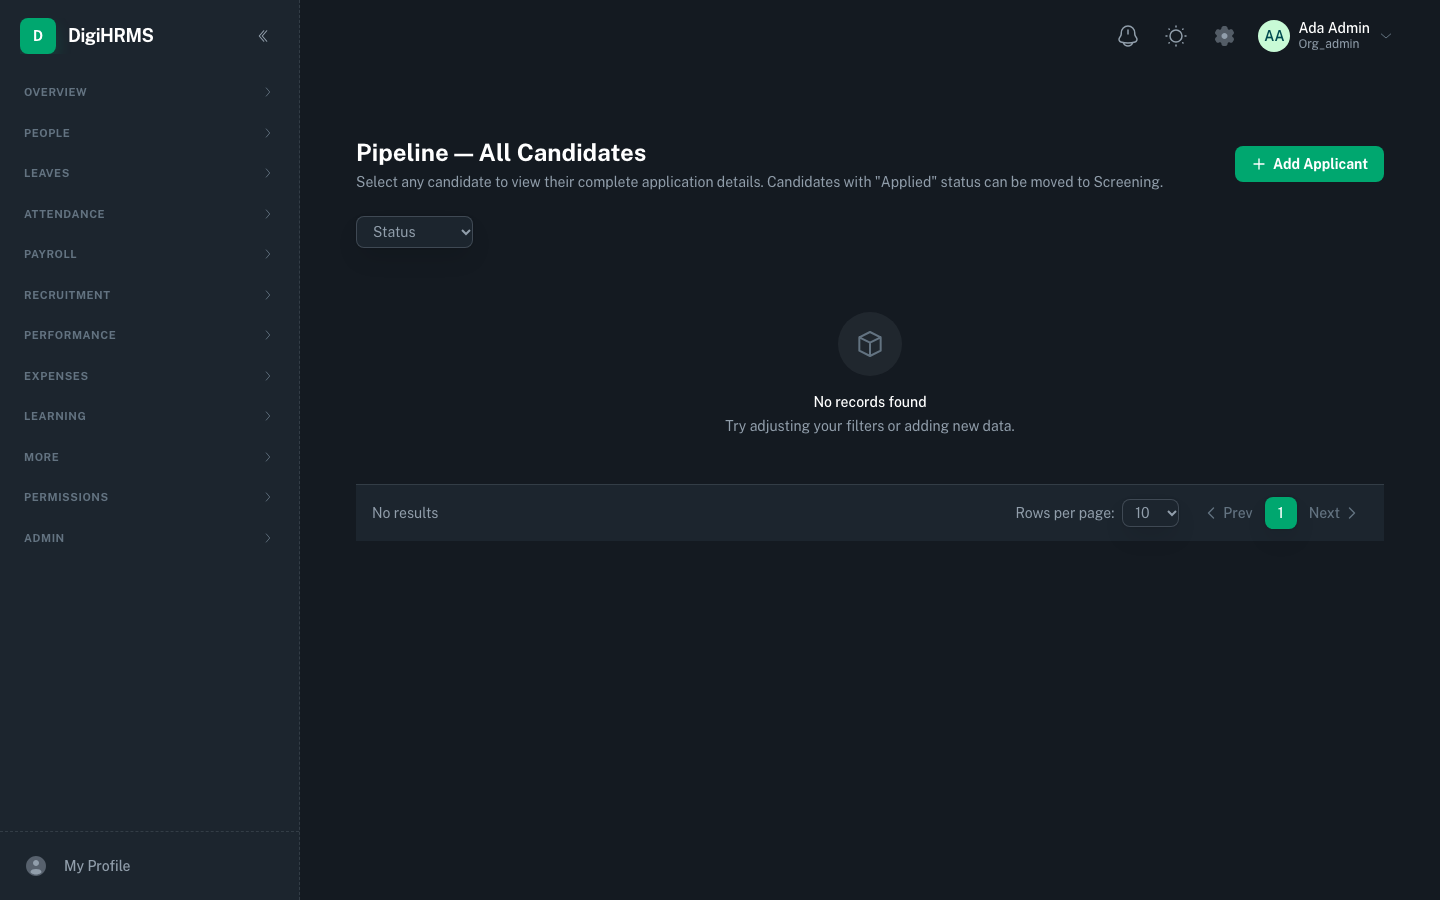 D DigiHRMS
OVERVIEW
PEOPLE
LEAVES
ATTENDANCE
PAYROLL
RECRUITMENT
PERFORMANCE
EXPENSES
LEARNING
MORE
PERMISSIONS
ADMIN
My Profile
AA Ada Admin
Org_admin
Pipeline — All Candidates
Select any candidate to view their complete application details. Candidates with "Applied" status can be moved to Screening.
Add Applicant
Status
No records found
Try adjusting your filters or adding new data.
No results Rows per page: 10 Prev 1 Next